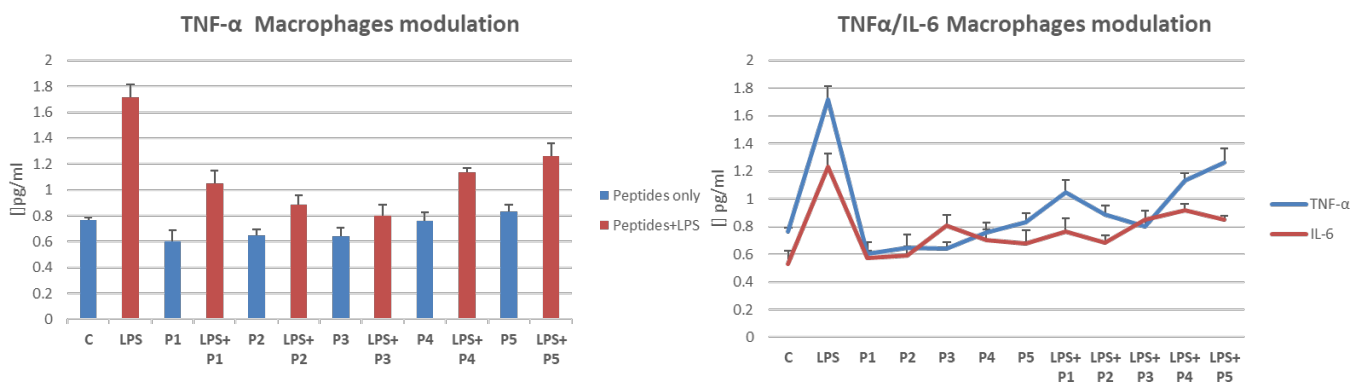 TNF-α Macrophages modulation
[]pg/ml
2
1.8
1.6
1.4
1.2
1
0.8
0.6
0.4
0.2
0
C LPS P1 LPS+ P2 LPS+ P3 LPS+ P4 LPS+ P5 LPS+
P1 P2 P3 P4 P5
Peptides only
Peptides+LPS
TNFα/IL-6 Macrophages modulation
[] pg/ml
2
1.8
1.6
1.4
1.2
1
0.8
0.6
0.4
0.2
0
C LPS P1 P2 P3 P4 P5 LPS+ LPS+ LPS+ LPS+ LPS+
P1 P2 P3 P4 P5
TNF-α
IL-6